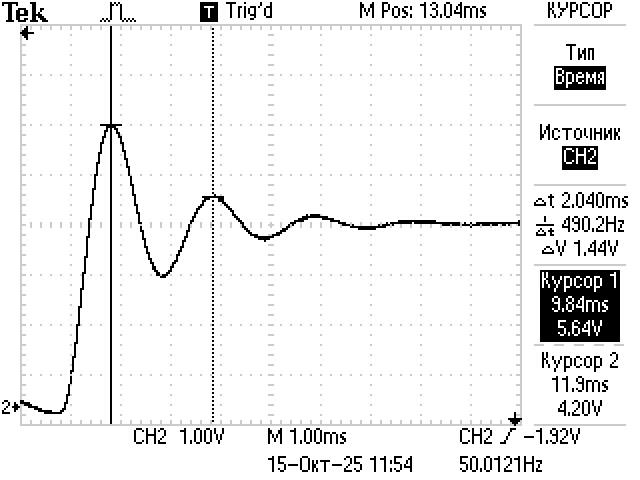 Tek T Trig'd M Pos: 13.04ms КУРСОР
Тип
Время
Источник
CH2
△t 2.040ms
1/△t 490.2Hz
△V 1.44V
Курсор 1
9.84ms
5.64V
Курсор 2
11.9ms
4.20V
2
CH2 1.00V M 1.00ms CH2 -1.92V
15-Окт-25 11:54 50.0121Hz